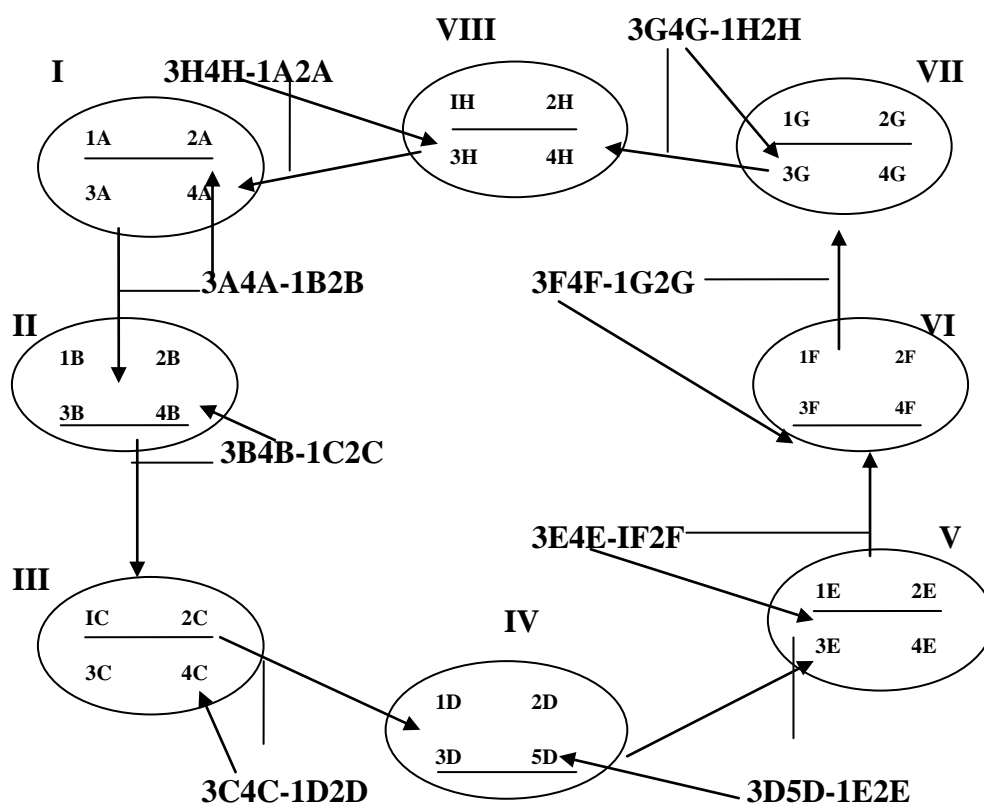 3G4G-1H2H
VIII
I
3H4H-1A2A
VII
IH 2H
1G 2G
1A 2A
3H 4H
3G 4G
3A 4A
3A4A-1B2B
3F4F-1G2G
II
VI
1B 2B
1F 2F
3B 4B
3F 4F
3B4B-1C2C
3E4E-IF2F
V
III
1E 2E
IC 2C
IV
3E 4E
3C 4C
1D 2D
3D 5D
3C4C-1D2D
3D5D-1E2E